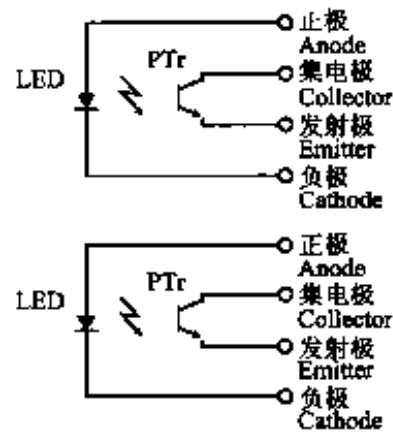 正极
Anode
PTr
集电极
LED
Collector
发射极
Emitter
负极
Cathode
正极
Anode
PTr
集电极
LED
Collector
发射极
Emitter
负极
Cathode